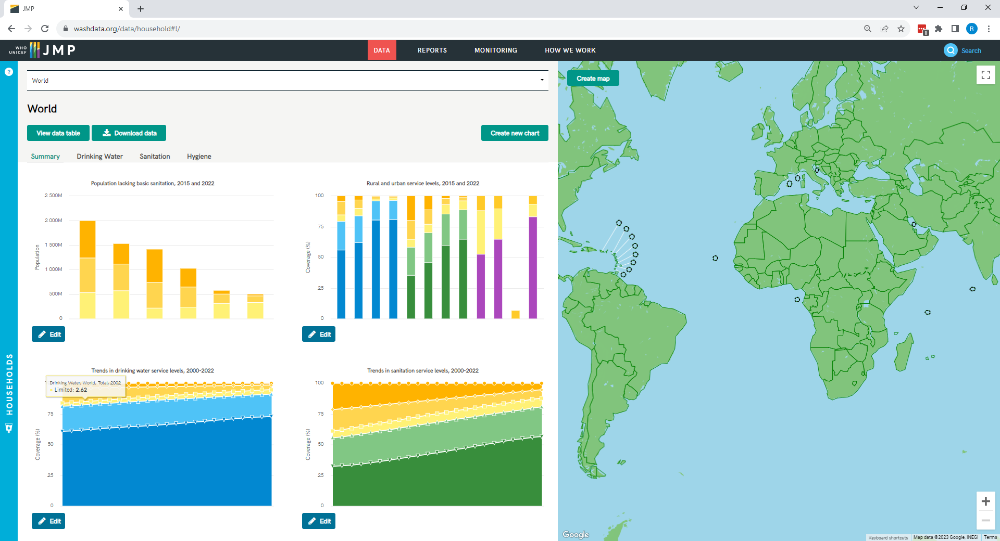 JMP
washdata.org/data/household#!/
1
R
WHO
UNICEF
JMP
DATA
REPORTS
MONITORING
HOW WE WORK
Search
?
HOUSEHOLDS
World
World
View data table
Download data
Create new chart
Summary
Drinking Water
Sanitation
Hygiene
Population lacking basic sanitation, 2015 and 2022
Population
2 500M
2 000M
1 500M
1 000M
500M
0
Edit
Rural and urban service levels, 2015 and 2022
Coverage (%)
100
75
50
25
0
Edit
Trends in drinking water service levels, 2000-2022
Drinking Water, World, Total, 2002
Limited: 2.62
Coverage (%)
75
50
25
0
Edit
Trends in sanitation service levels, 2000-2022
Coverage (%)
100
75
50
25
0
Edit
Create map
Google
Keyboard shortcuts
Map data ©2023 Google, INEGI
Terms